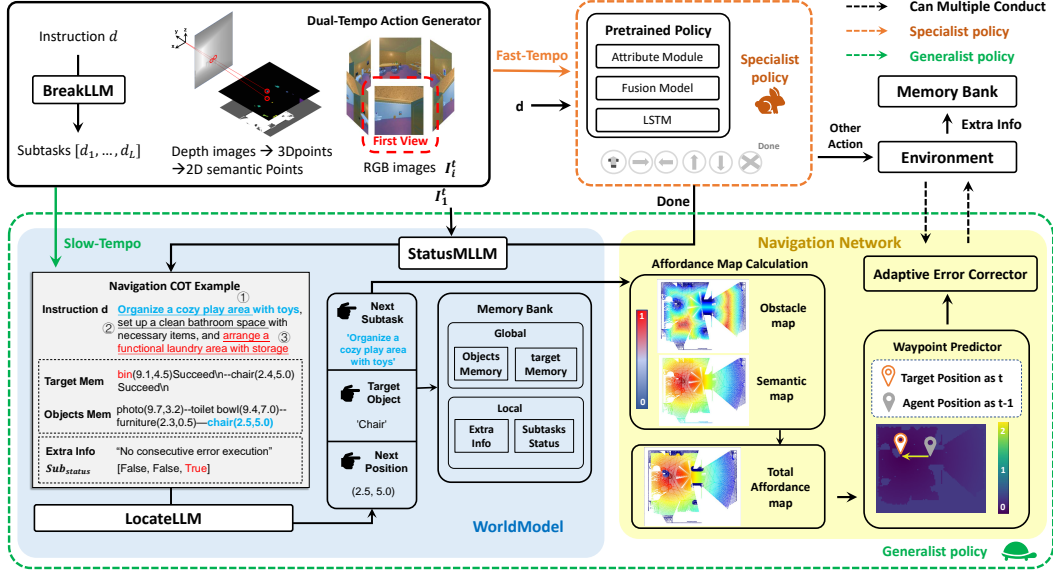 Dual-Tempo Action Generator
Instruction d
BreakLLM
Subtasks [d1, …, dL]
z
y
x
Depth images → 3Dpoints
→2D semantic Points
First View
RGB images I_i^t
I_1^t
Fast-Tempo
d
Pretrained Policy
Attribute Module
Fusion Model
LSTM
Specialist
policy
Done
Done
Other
Action
Can Multiple Conduct
Specialist policy
Generalist policy
Memory Bank
Extra Info
Environment
Slow-Tempo
StatusMLLM
Navigation COT Example
Instruction d
①
Organize a cozy play area with toys,
② set up a clean bathroom space with
necessary items, and arrange a ③
functional laundry area with storage
Target Mem
bin(9.1,4.5)Succeed\n--chair(2.4,5.0)
Succeed\n
Objects Mem
photo(9.7,3.2)--toilet bowl(9.4,7.0)--
furniture(2.3,0.5)—chair(2.5,5.0)
Extra Info
“No consecutive error execution”
Sub_status
[False, False, True]
LocateLLM
Next
Subtask
'Organize a
cozy play area
with toys'
Target
Object
'Chair'
Next
Position
(2.5, 5.0)
Memory Bank
Global
Objects
Memory
target
Memory
Local
Extra
Info
Subtasks
Status
WorldModel
Navigation Network
Affordance Map Calculation
1
0
Obstacle
map
Semantic
map
Total
Affordance
map
Adaptive Error Corrector
Waypoint Predictor
Target Position as t
Agent Position as t-1
2
1
0
Generalist policy